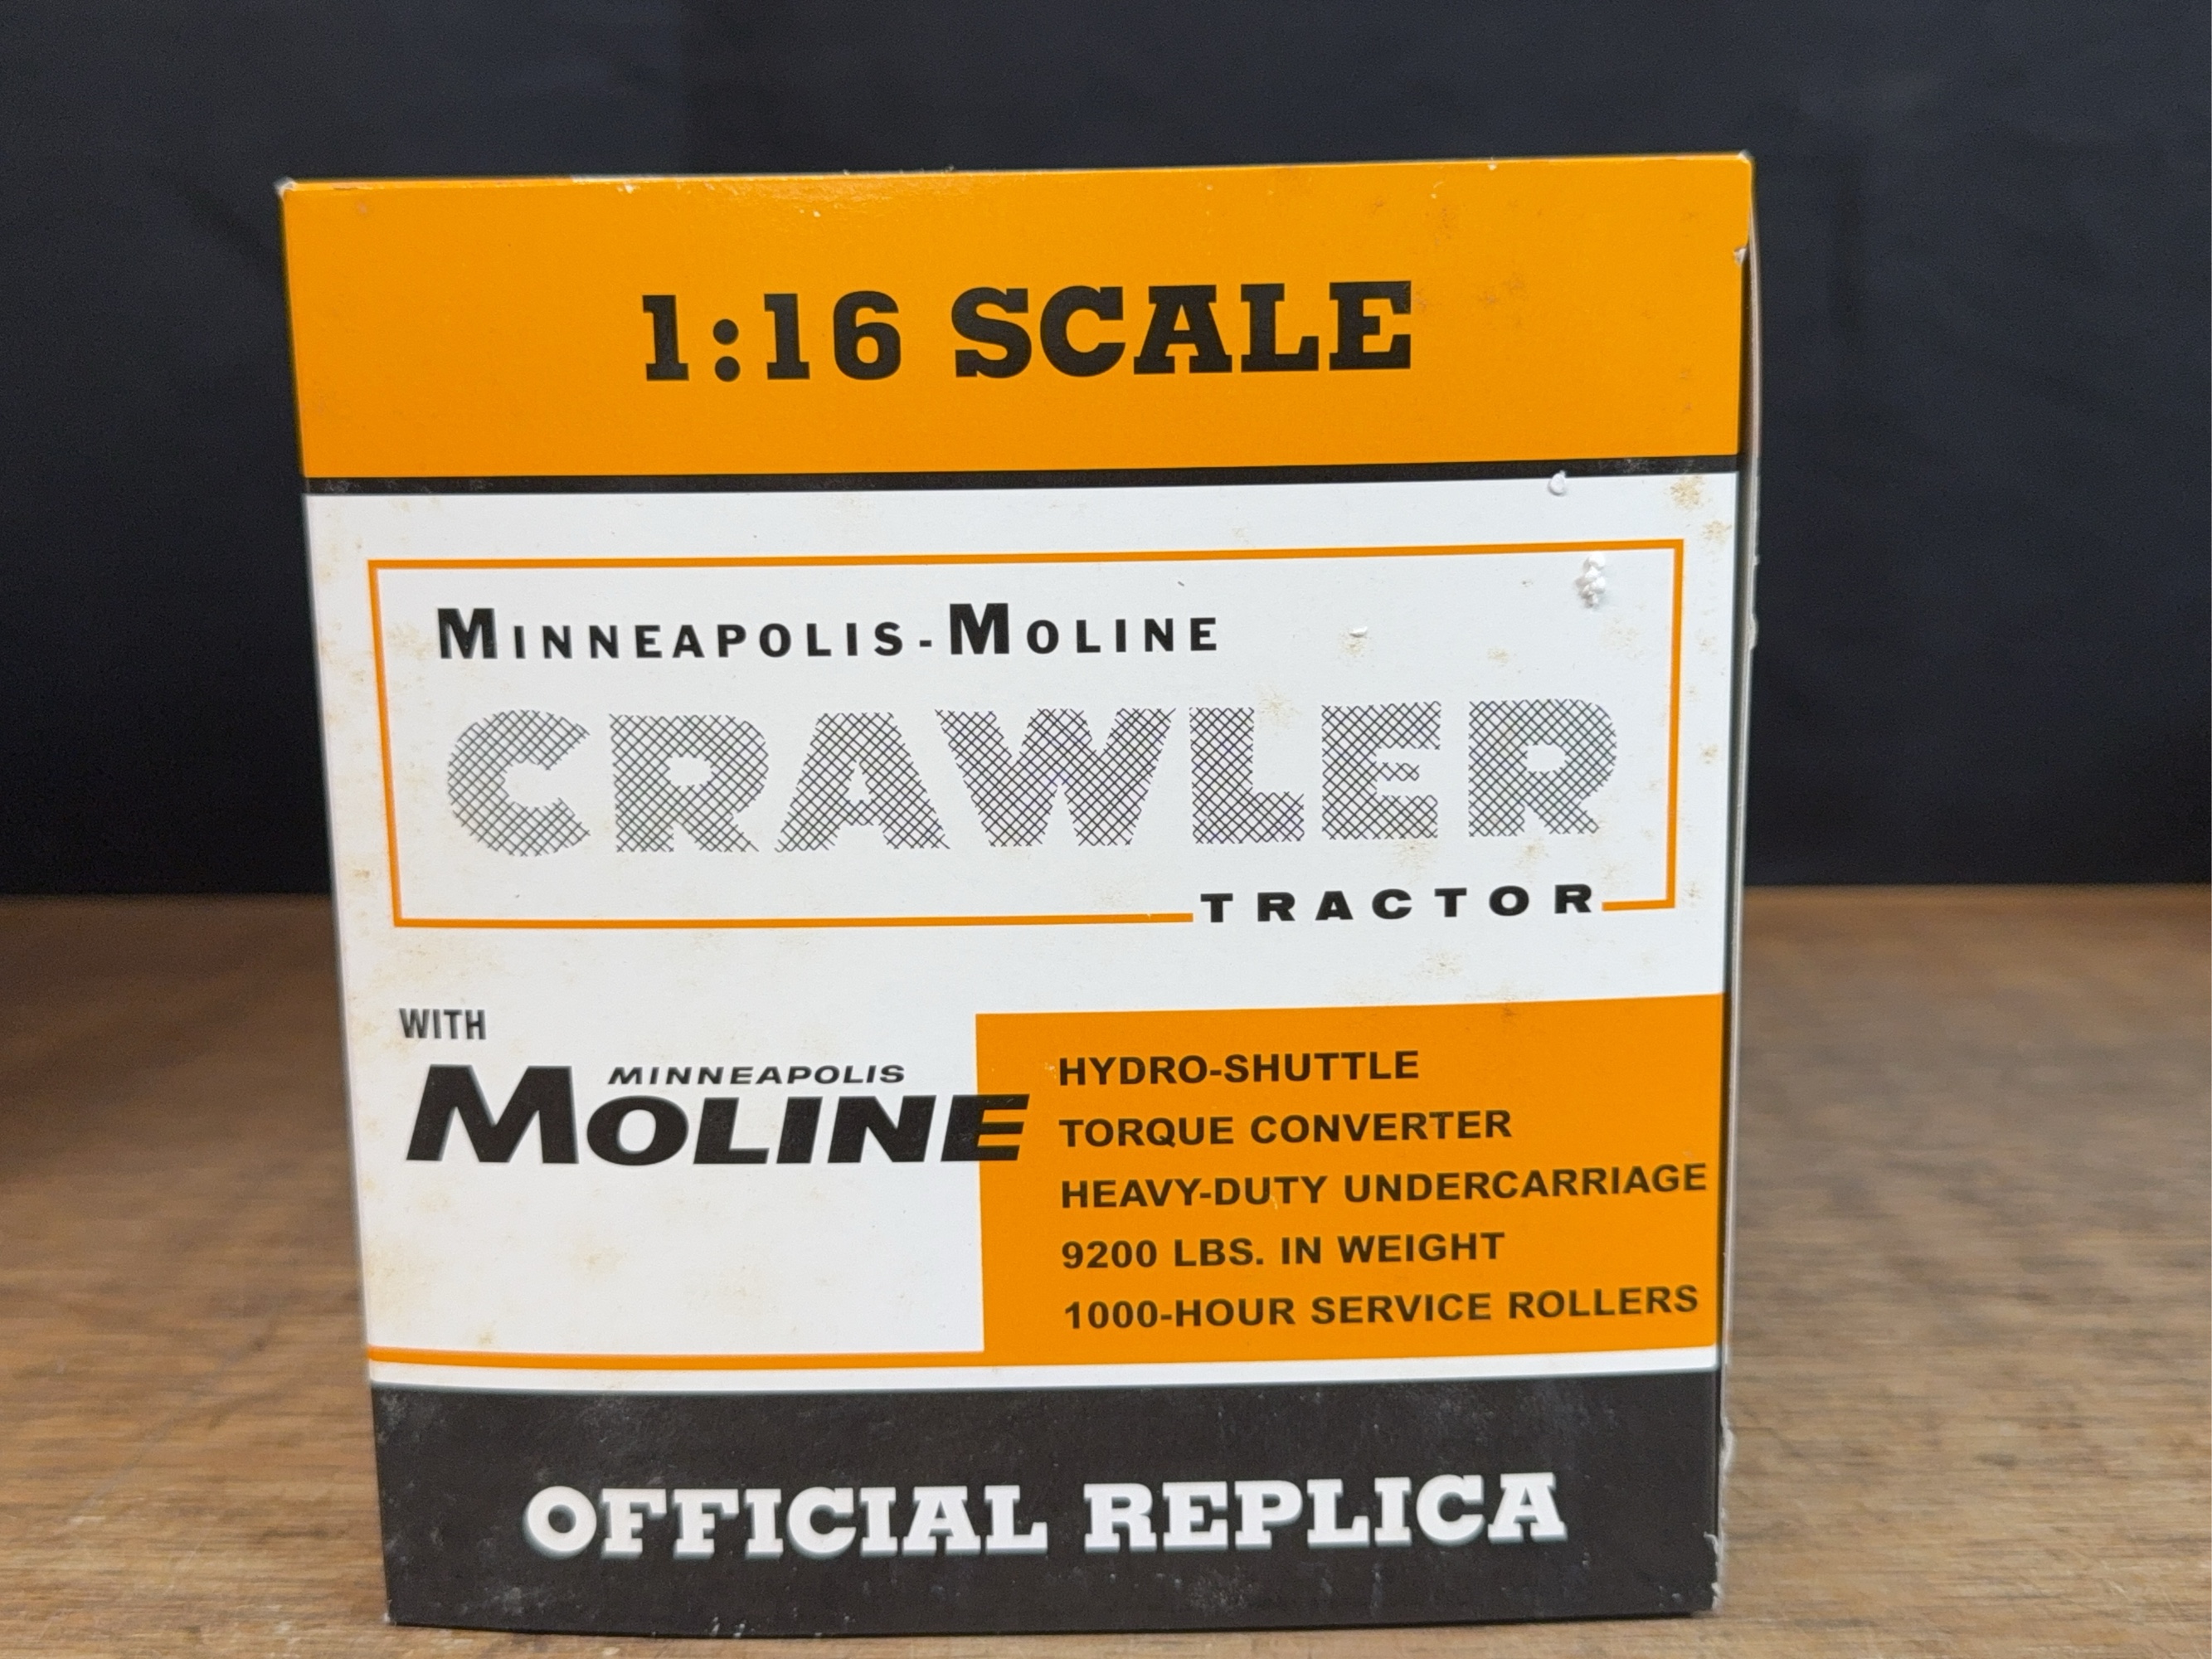 1:16 SCALE
MINNEAPOLIS-MOLINE
CRAWLER
TRACTOR
WITH
MINNEAPOLIS
MOLINE
HYDRO-SHUTTLE
TORQUE CONVERTER
HEAVY-DUTY UNDERCARRIAGE
9200 LBS. IN WEIGHT
1000-HOUR SERVICE ROLLERS
OFFICIAL REPLICA